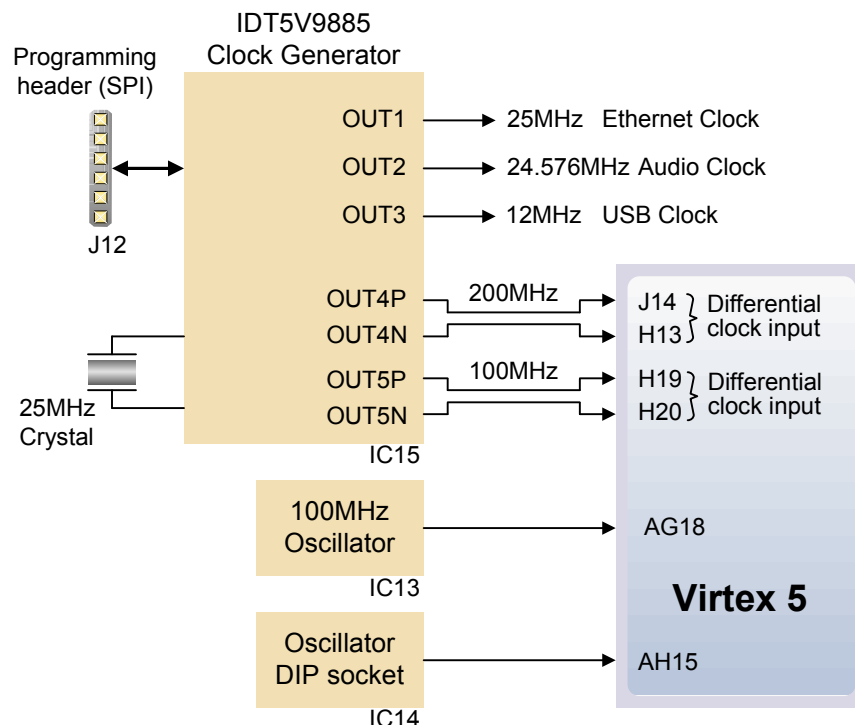 IDT5V9885
Clock Generator
Programming
header (SPI)
J12
OUT1
25MHz Ethernet Clock
OUT2
24.576MHz Audio Clock
OUT3
12MHz USB Clock
OUT4P
200MHz
J14
OUT4N
H13
Differential
clock input
OUT5P
100MHz
H19
OUT5N
H20
Differential
clock input
25MHz
Crystal
IC15
100MHz
Oscillator
IC13
AG18
Virtex 5
Oscillator
DIP socket
IC14
AH15